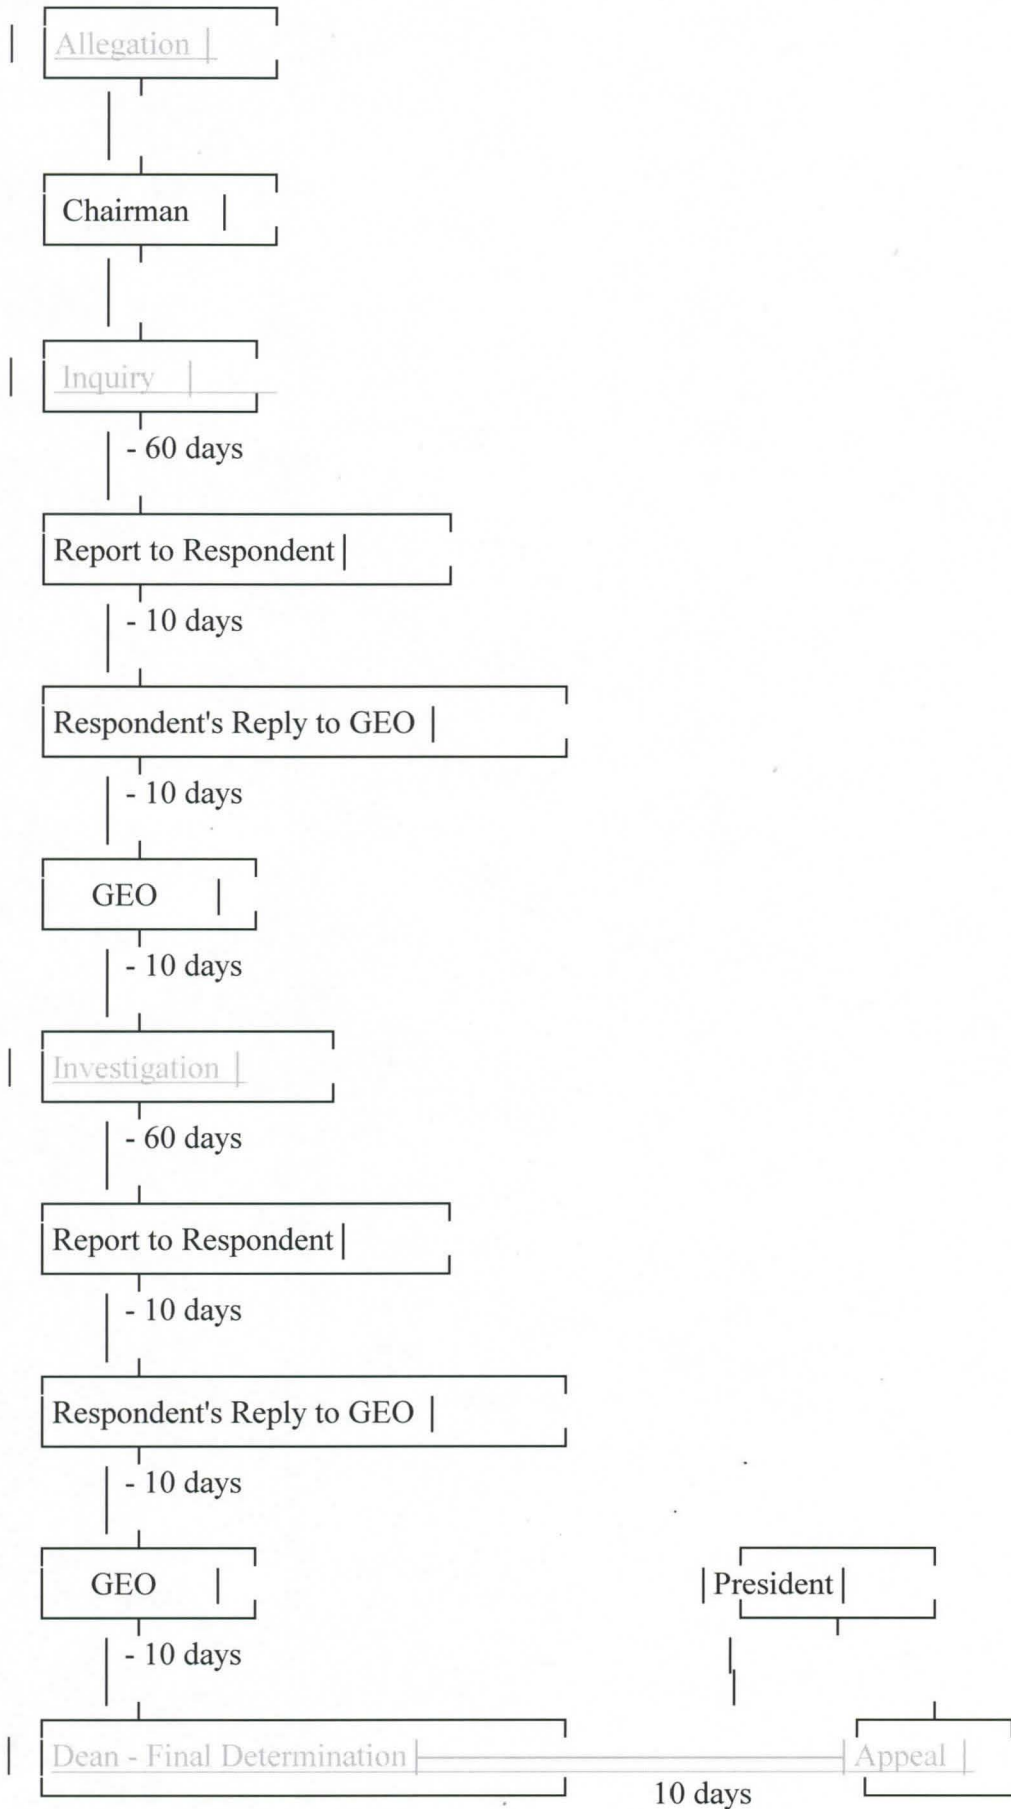 Allegation
Chairman
Inquiry
- 60 days
Report to Respondent
- 10 days
Respondent's Reply to GEO
- 10 days
GEO
- 10 days
Investigation
- 60 days
Report to Respondent
- 10 days
Respondent's Reply to GEO
- 10 days
GEO
President
- 10 days
Dean - Final Determination
Appeal
10 days